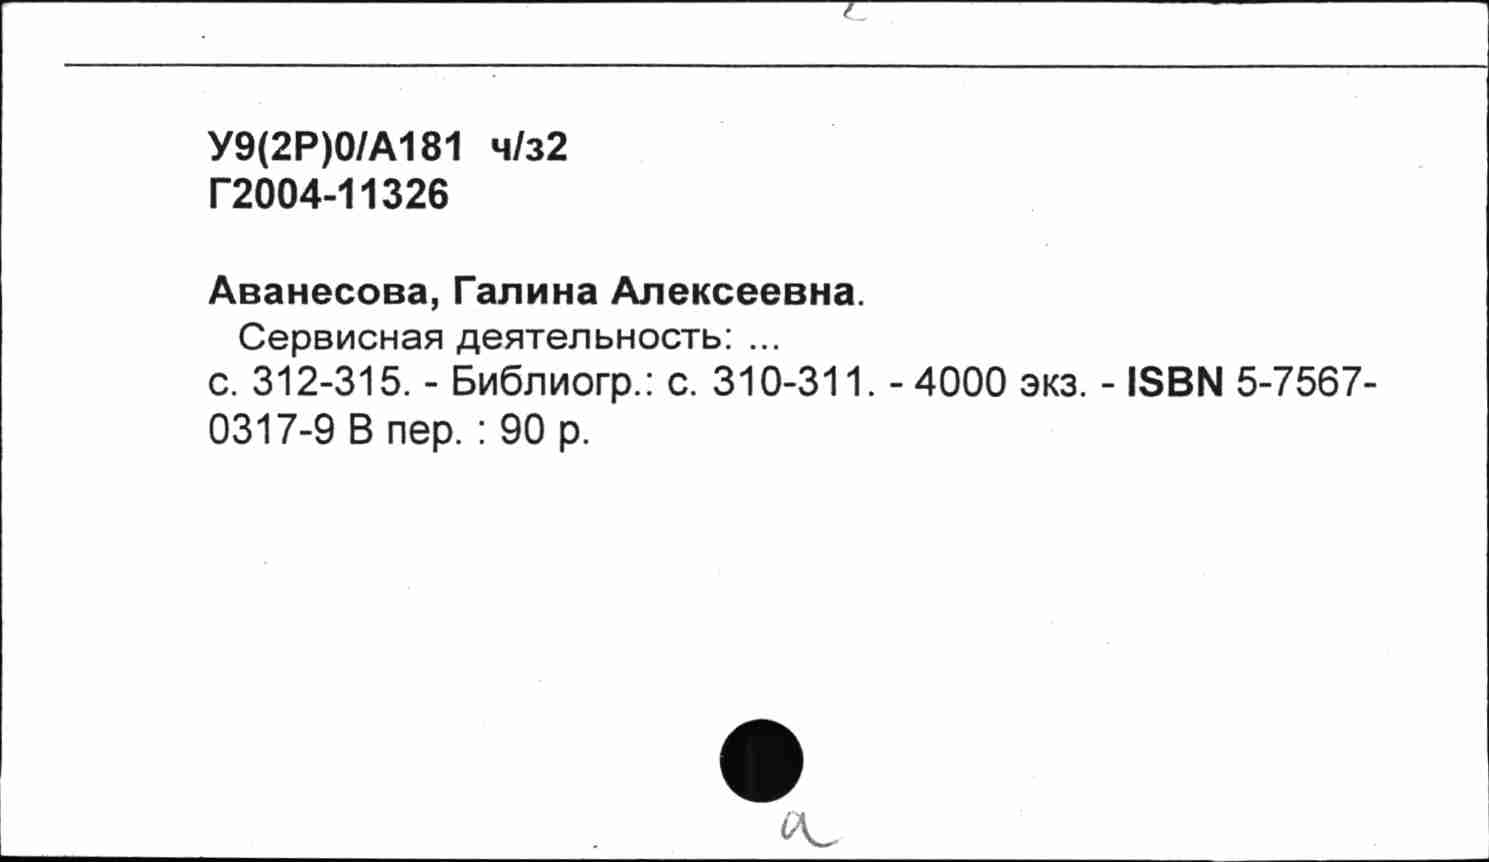 У9(2Р)0/А181 ч/з2
Г2004-11326
Аванесова, Галина Алексеевна.
Сервисная деятельность: ...
с. 312-315. - Библиогр.: с. 310-311. - 4000 экз. - ISBN 5-7567-
0317-9 В пер. : 90 р.
а